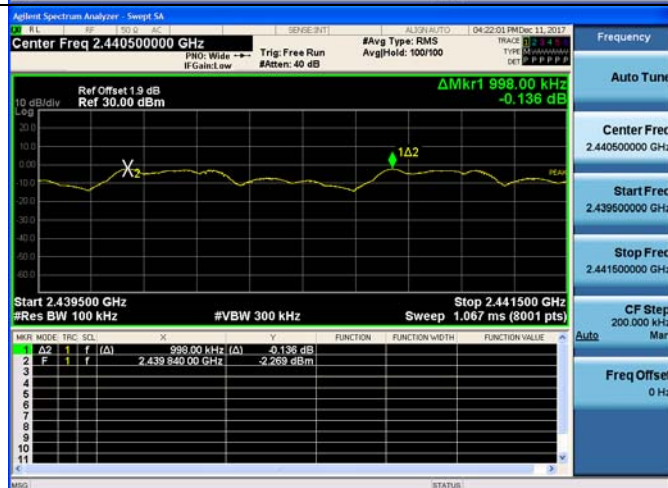 Agilent Spectrum Analyzer - Swept SA
RL RF 50 Ω AC SENSE:INT ALIGN AUTO 04:22:01 PM Dec 11, 2017
Center Freq 2.440500000 GHz
PNO: Wide
IFGain:Low
Trig: Free Run
#Atten: 40 dB
#Avg Type: RMS
Avg|Hold: 100/100
TRACE 1 2 3 4 5 6
TYPE M
DET P P P P P P
ΔMkr1 998.00 kHz
-0.136 dB
Ref Offset 1.9 dB
10 dB/div Ref 30.00 dBm
Log
20.0
10.0
0.00
-10.0
-20.0
-30.0
-40.0
-50.0
-60.0
X2
1Δ2
PEAK
Start 2.439500 GHz Stop 2.441500 GHz
#Res BW 100 kHz #VBW 300 kHz Sweep 1.067 ms (8001 pts)
MKR MODE TRC SCL X Y FUNCTION FUNCTION WIDTH FUNCTION VALUE
1 Δ2 1 f (Δ) 998.00 kHz (Δ) -0.136 dB
2 F 1 f 2.439 840 00 GHz -2.269 dBm
3
4
5
6
7
8
9
10
11
MSG STATUS
Frequency
Auto Tune
Center Freq
2.440500000 GHz
Start Freq
2.439500000 GHz
Stop Freq
2.441500000 GHz
CF Step
200.000 kHz
Auto Man
Freq Offset
0 Hz